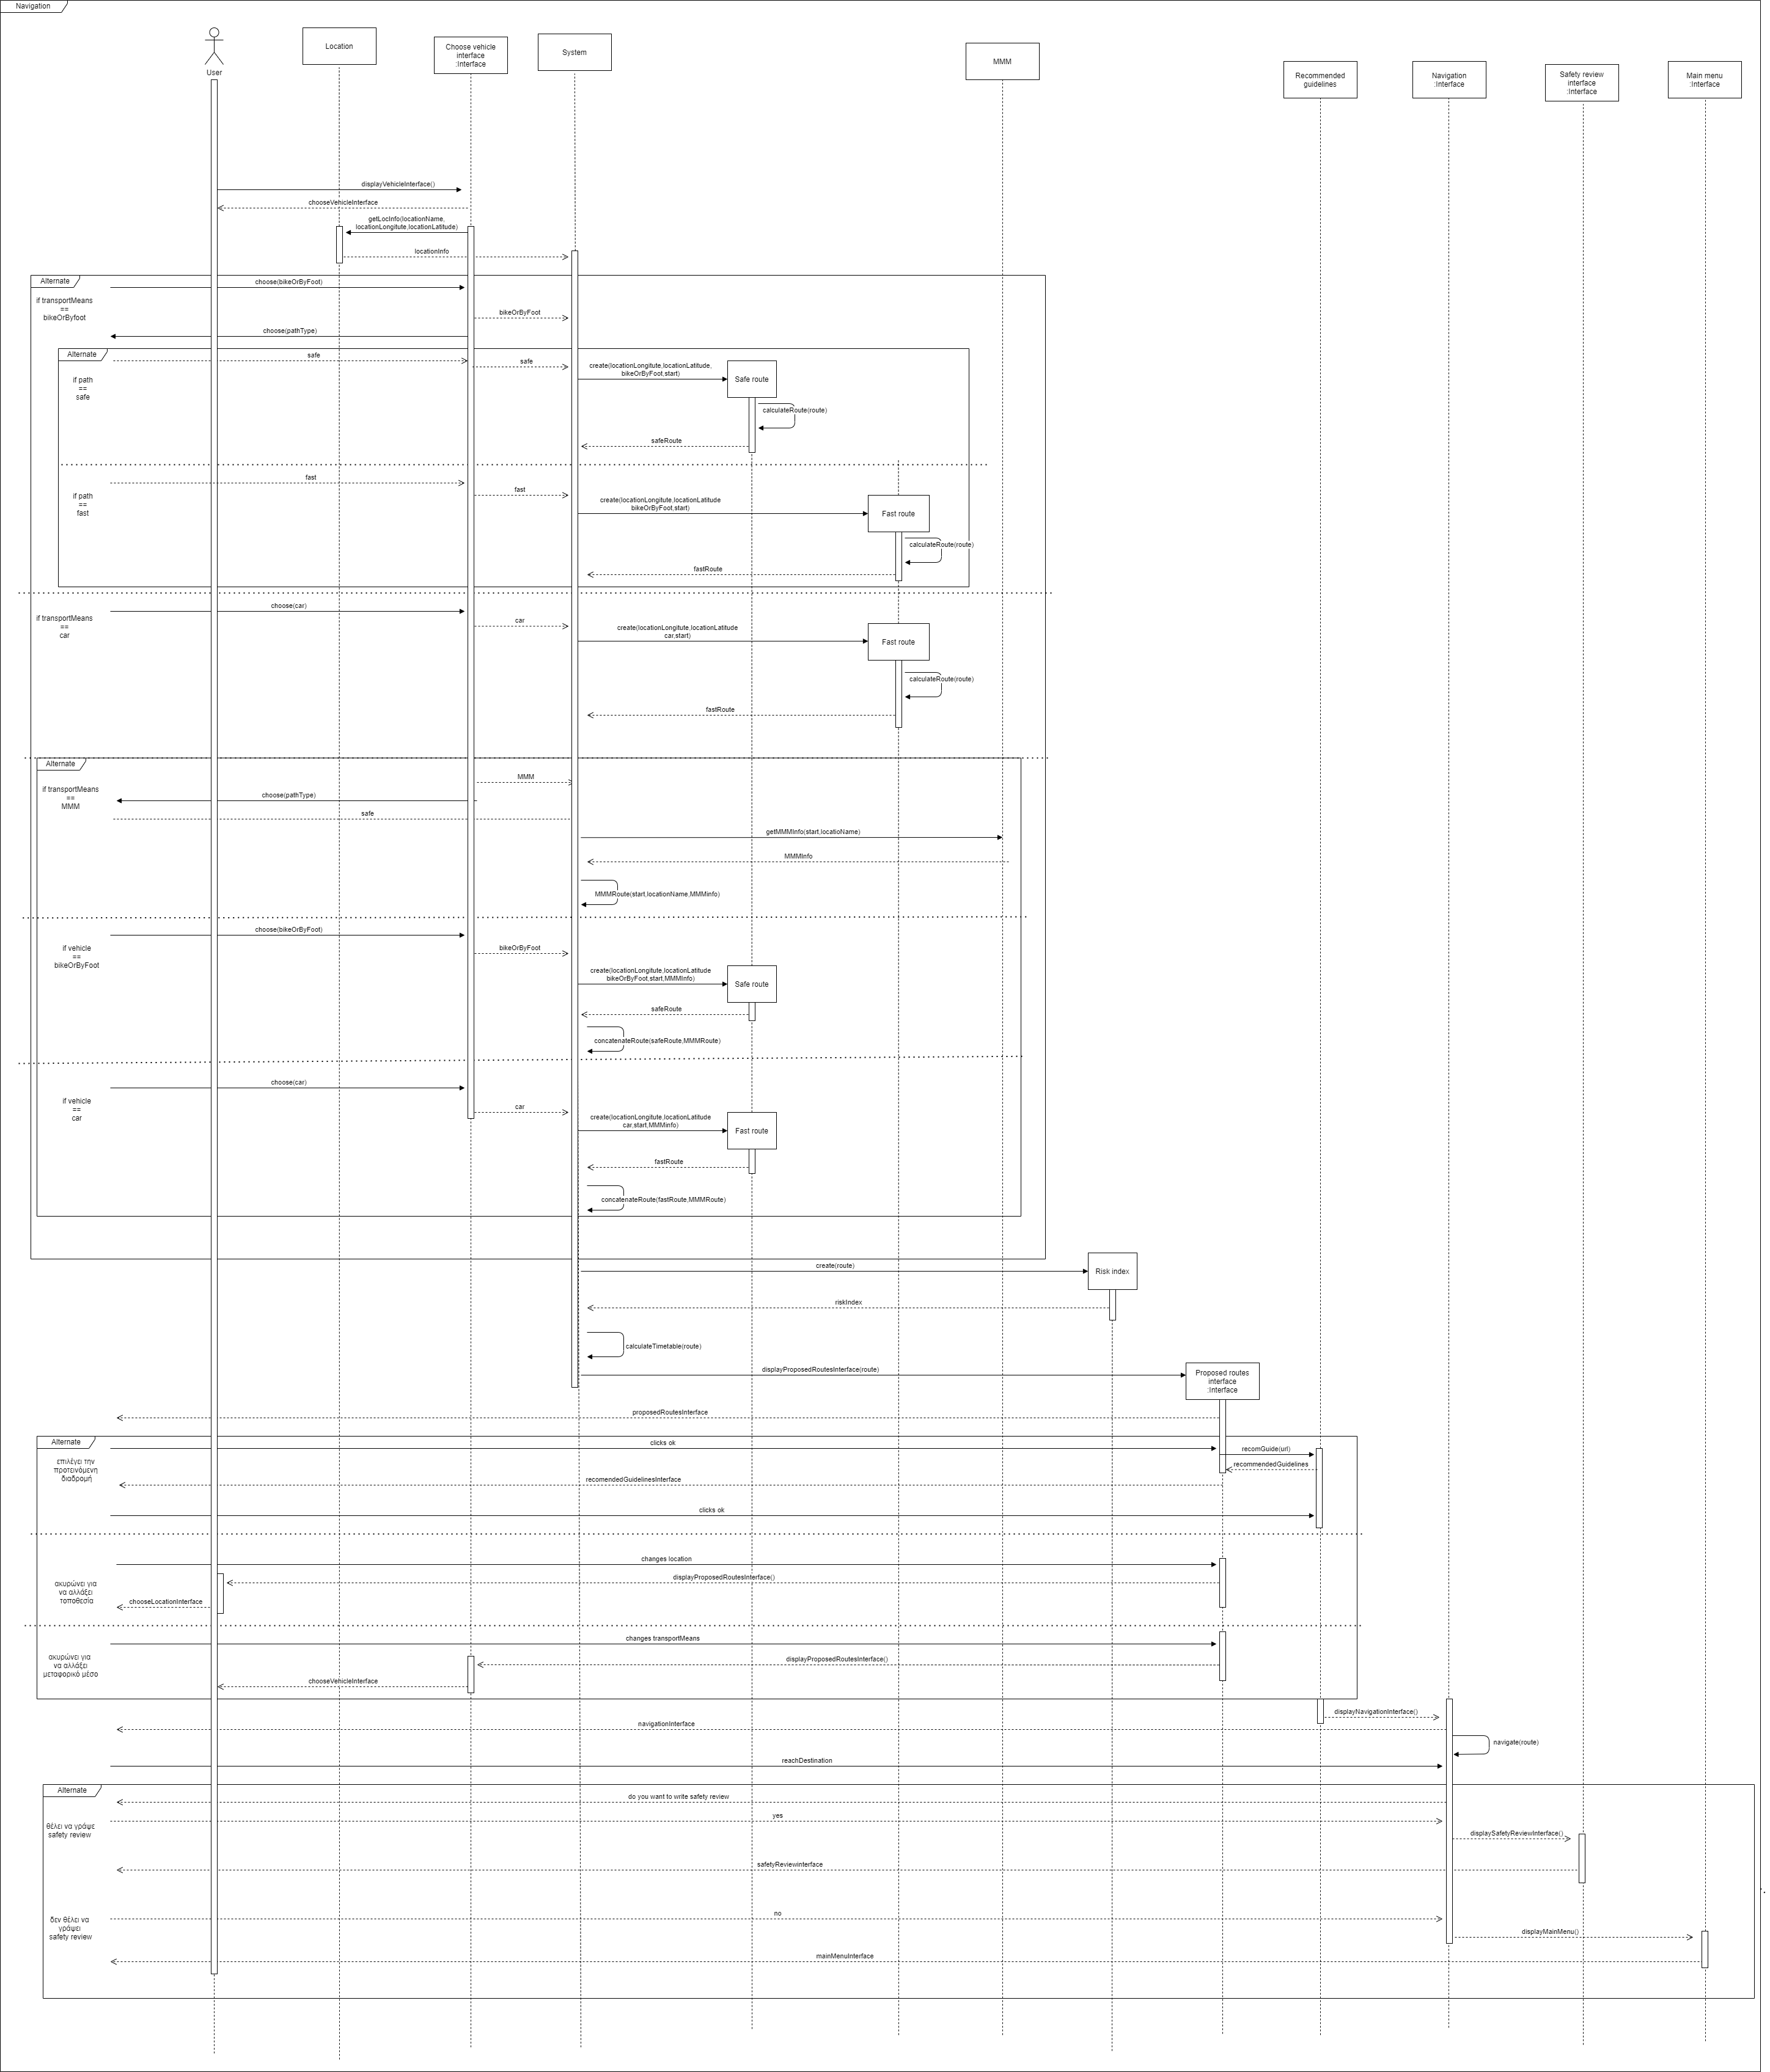 Navigation
User
Location
Choose vehicle
interface
:Interface
System
MMM
Recommended
guidelines
Navigation
:Interface
Safety review
interface
:Interface
Main menu
:Interface
displayVehicleInterface()
chooseVehicleInterface
getLocInfo(locationName,
locationLongitute,locationLatitude)
locationInfo
Alternate
choose(bikeOrByFoot)
if transportMeans
==
bikeOrByfoot
bikeOrByFoot
choose(pathType)
Alternate
safe
safe
if path
==
safe
create(locationLongitute,locationLatitude,
bikeOrByFoot,start)
Safe route
calculateRoute(route)
safeRoute
fast
fast
if path
==
fast
create(locationLongitute,locationLatitude
bikeOrByFoot,start)
Fast route
calculateRoute(route)
fastRoute
choose(car)
if transportMeans
==
car
car
create(locationLongitute,locationLatitude
car,start)
Fast route
calculateRoute(route)
fastRoute
Alternate
MMM
if transportMeans
==
MMM
choose(pathType)
safe
getMMMInfo(start,locatioName)
MMMInfo
MMMRoute(start,locationName,MMMinfo)
choose(bikeOrByFoot)
if vehicle
==
bikeOrByFoot
bikeOrByFoot
create(locationLongitute,locationLatitude
bikeOrByFoot,start,MMMInfo)
Safe route
safeRoute
concatenateRoute(safeRoute,MMMRoute)
choose(car)
if vehicle
==
car
car
create(locationLongitute,locationLatitude
car,start,MMMinfo)
Fast route
fastRoute
concatenateRoute(fastRoute,MMMRoute)
create(route)
Risk index
riskIndex
calculateTimetable(route)
displayProposedRoutesInterface(route)
Proposed routes
interface
:Interface
proposedRoutesInterface
Alternate
clicks ok
επιλέγει την
προτεινόμενη
διαδρομή
recomGuide(url)
recommendedGuidelines
recomendedGuidelinesInterface
clicks ok
changes location
ακυρώνει για
να αλλάξει
τοποθεσία
displayProposedRoutesInterface()
chooseLocationInterface
changes transportMeans
ακυρώνει για
να αλλάξει
μεταφορικό μέσο
displayProposedRoutesInterface()
chooseVehicleInterface
displayNavigationInterface()
navigationInterface
navigate(route)
reachDestination
Alternate
do you want to write safety review
yes
θέλει να γράψε
safety review
displaySafetyReviewInterface()
safetyReviewinterface
no
δεν θέλει να
γράψει
safety review
displayMainMenu()
mainMenuInterface